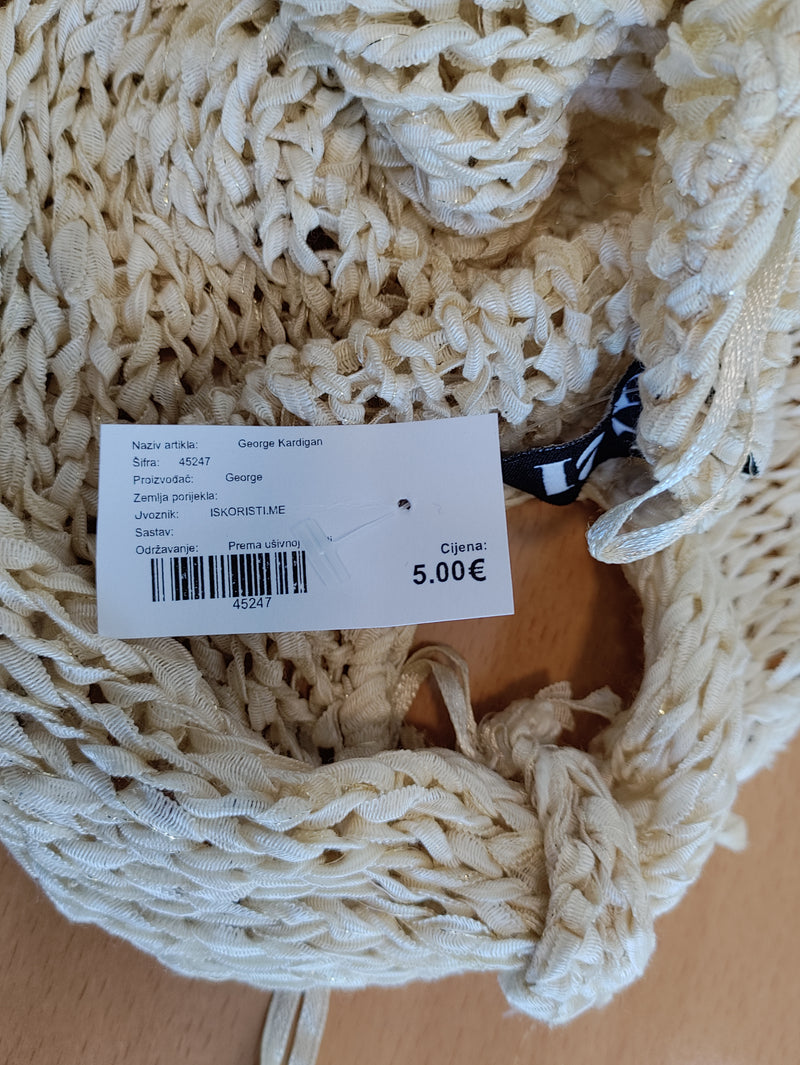 Naziv artikla: George Kardigan
Šifra: 45247
Proizvođač: George
Zemlja porijekla:
Jvoznik: ISKORISTI.ME
Sastav:
Održavanje: Prema ušivnoj
Cijena:
5.00€
45247